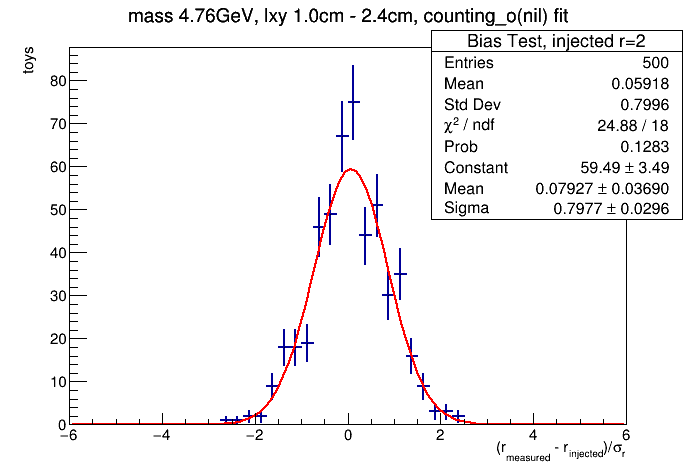 mass 4.76GeV, lxy 1.0cm - 2.4cm, counting_o(nil) fit
toys
Bias Test, injected r=2
Entries 500
Mean 0.05918
Std Dev 0.7996
χ² / ndf 24.88 / 18
Prob 0.1283
Constant 59.49 ± 3.49
Mean 0.07927 ± 0.03690
Sigma 0.7977 ± 0.0296
80
70
60
50
40
30
20
10
0
−6 −4 −2 0 2 4 6
(r_measured - r_injected)/σ_r